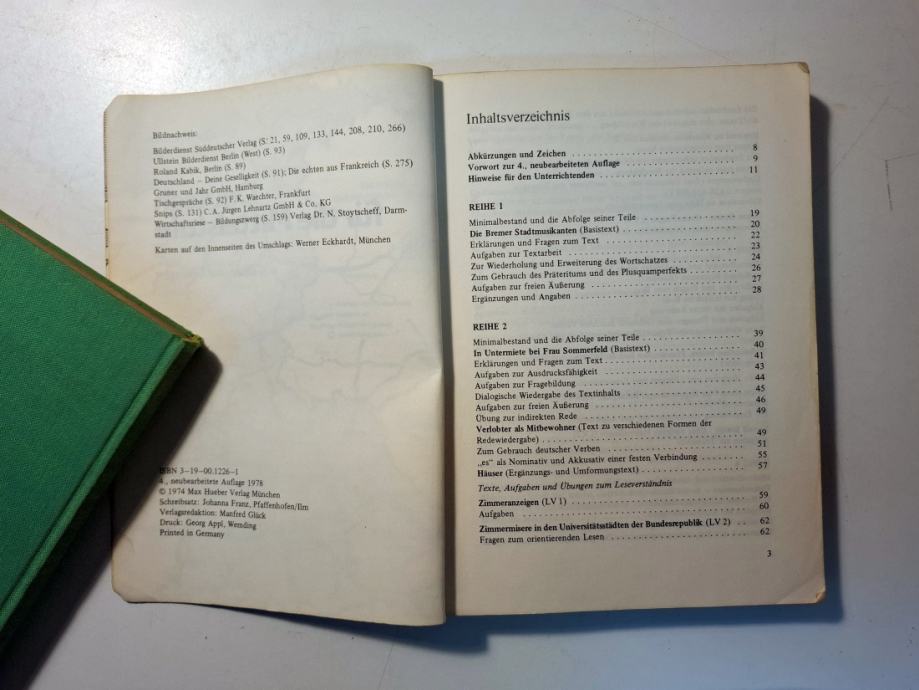 Bildnachweis:
Bilderdienst Süddeutscher Verlag (S: 21, 59, 109, 133, 144, 208, 210, 266)
Ullstein Bilderdienst Berlin (West) (S. 93)
Roland Kabik, Berlin (S. 89)
Deutschland – Deine Geselligkeit (S. 91); Die echten aus Frankreich (S. 275)
Gruner und Jahr GmbH, Hamburg
Tischgespräche (S. 92) F.K. Waechter, Frankfurt
Snips (S. 131) C.A. Jürgen Lehnartz GmbH & Co, KG
Wirtschaftsriese – Bildungszwerg (S. 159) Verlag Dr. N. Stoytscheff, Darm-
stadt
Karten auf den Innenseiten des Umschlags: Werner Eckhardt, München
ISBN 3–19–00.1226–1
4., neubearbeitete Auflage 1978
© 1974 Max Hueber Verlag München
Schreibsatz: Johanna Franz, Pfaffenhofen/Ilm
Verlagsredaktion: Manfred Glück
Druck: Georg Appl, Wemding
Printed in Germany
Inhaltsverzeichnis
Abkürzungen und Zeichen 8
Vorwort zur 4., neubearbeiteten Auflage 9
Hinweise für den Unterrichtenden 11
REIHE 1
Minimalbestand und die Abfolge seiner Teile 19
Die Bremer Stadtmusikanten (Basistext) 20
Erklärungen und Fragen zum Text 22
Aufgaben zur Textarbeit 23
Zur Wiederholung und Erweiterung des Wortschatzes 24
Zum Gebrauch des Präteritums und des Plusquamperfekts 26
Aufgaben zur freien Äußerung 27
Ergänzungen und Angaben 28
REIHE 2
Minimalbestand und die Abfolge seiner Teile 39
In Untermiete bei Frau Sommerfeld (Basistext) 40
Erklärungen und Fragen zum Text 41
Aufgaben zur Ausdrucksfähigkeit 43
Aufgaben zur Fragebildung 44
Dialogische Wiedergabe des Textinhalts 45
Aufgaben zur freien Äußerung 46
Übung zur indirekten Rede 49
Verlobter als Mitbewohner (Text zu verschiedenen Formen der
Redewiedergabe) 49
Zum Gebrauch deutscher Verben 51
„es" als Nominativ und Akkusativ einer festen Verbindung 55
Häuser (Ergänzungs- und Umformungstext) 57
Texte, Aufgaben und Übungen zum Leseverständnis
Zimmeranzeigen (LV 1) 59
Aufgaben 60
Zimmermisere in den Universitätsstädten der Bundesrepublik (LV 2) 62
Fragen zum orientierenden Lesen 62
3